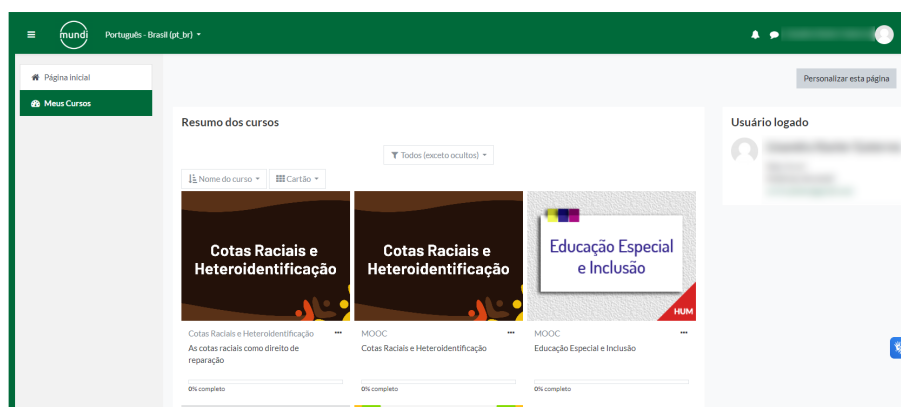 mundi
Português - Brasil (pt_br)
Página inicial
Meus Cursos
Personalizar esta página
Resumo dos cursos
Usuário logado
Todos (exceto ocultos)
Nome do curso
Cartão
Cotas Raciais e
Heteroidentificação
Cotas Raciais e
Heteroidentificação
Educação Especial
e Inclusão
HUM
Cotas Raciais e Heteroidentificação
As cotas raciais como direito de
reparação
0% completo
MOOC
Cotas Raciais e Heteroidentificação
0% completo
MOOC
Educação Especial e Inclusão
0% completo